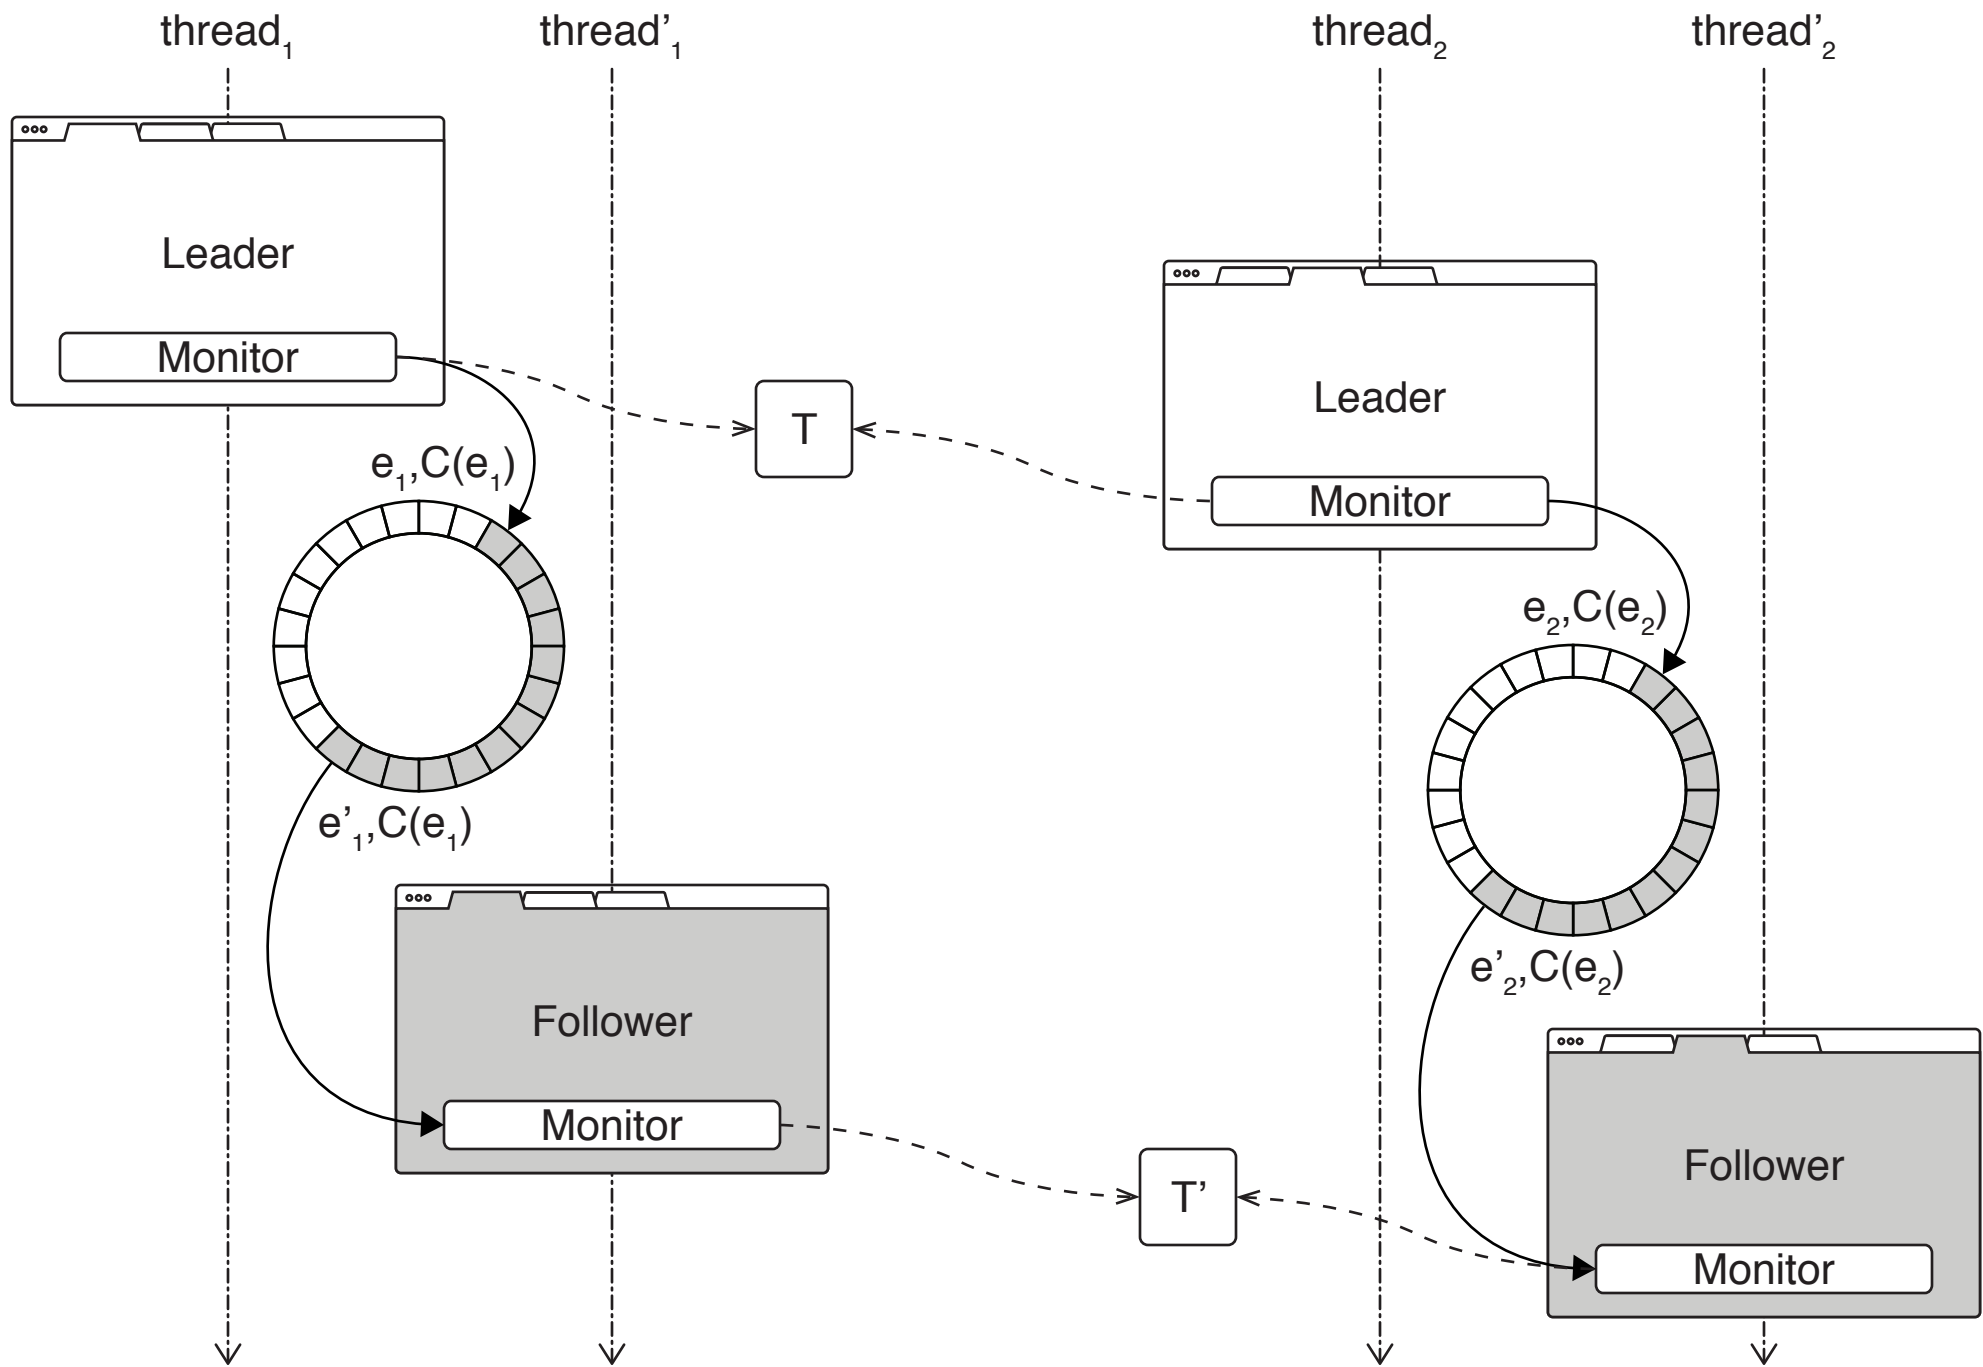 thread₁
thread’₁
thread₂
thread’₂
Leader
Monitor
T
Leader
Monitor
e₁,C(e₁)
e₂,C(e₂)
e’₁,C(e₁)
e’₂,C(e₂)
Follower
Monitor
T’
Follower
Monitor